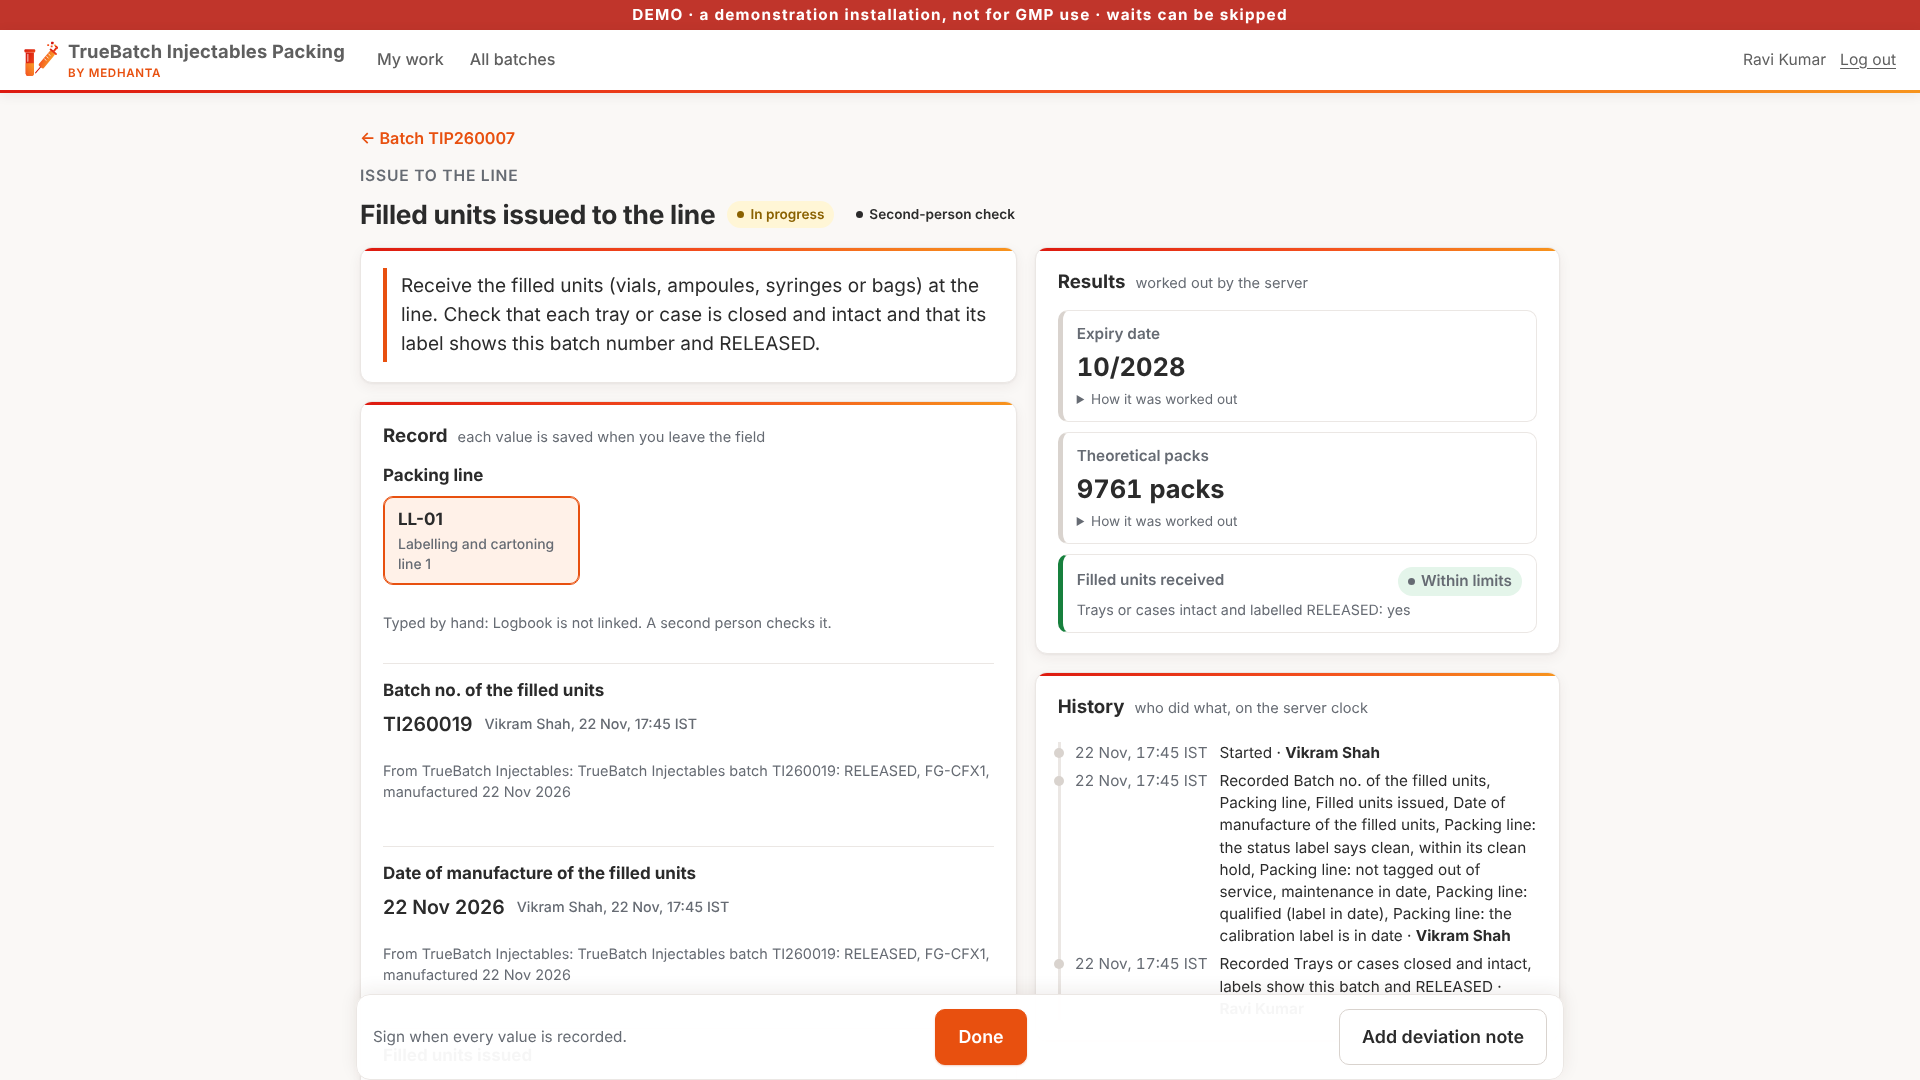 DEMO · a demonstration installation, not for GMP use · waits can be skipped
TrueBatch Injectables Packing
BY MEDHANTA
My work
All batches
Ravi Kumar
Log out
← Batch TIP260007
ISSUE TO THE LINE
Filled units issued to the line
In progress
Second-person check
Receive the filled units (vials, ampoules, syringes or bags) at the
line. Check that each tray or case is closed and intact and that its
label shows this batch number and RELEASED.
Record each value is saved when you leave the field
Packing line
LL-01
Labelling and cartoning
line 1
Typed by hand: Logbook is not linked. A second person checks it.
Batch no. of the filled units
TI260019 Vikram Shah, 22 Nov, 17:45 IST
From TrueBatch Injectables: TrueBatch Injectables batch TI260019: RELEASED, FG-CFX1,
manufactured 22 Nov 2026
Date of manufacture of the filled units
22 Nov 2026 Vikram Shah, 22 Nov, 17:45 IST
From TrueBatch Injectables: TrueBatch Injectables batch TI260019: RELEASED, FG-CFX1,
manufactured 22 Nov 2026
Filled units issued
Results worked out by the server
Expiry date
10/2028
How it was worked out
Theoretical packs
9761 packs
How it was worked out
Filled units received
Within limits
Trays or cases intact and labelled RELEASED: yes
History who did what, on the server clock
22 Nov, 17:45 IST Started · Vikram Shah
22 Nov, 17:45 IST Recorded Batch no. of the filled units,
Packing line, Filled units issued, Date of
manufacture of the filled units, Packing line:
the status label says clean, within its clean
hold, Packing line: not tagged out of
service, maintenance in date, Packing line:
qualified (label in date), Packing line: the
calibration label is in date · Vikram Shah
22 Nov, 17:45 IST Recorded Trays or cases closed and intact,
labels show this batch and RELEASED ·
Ravi Kumar
Sign when every value is recorded.
Done
Add deviation note